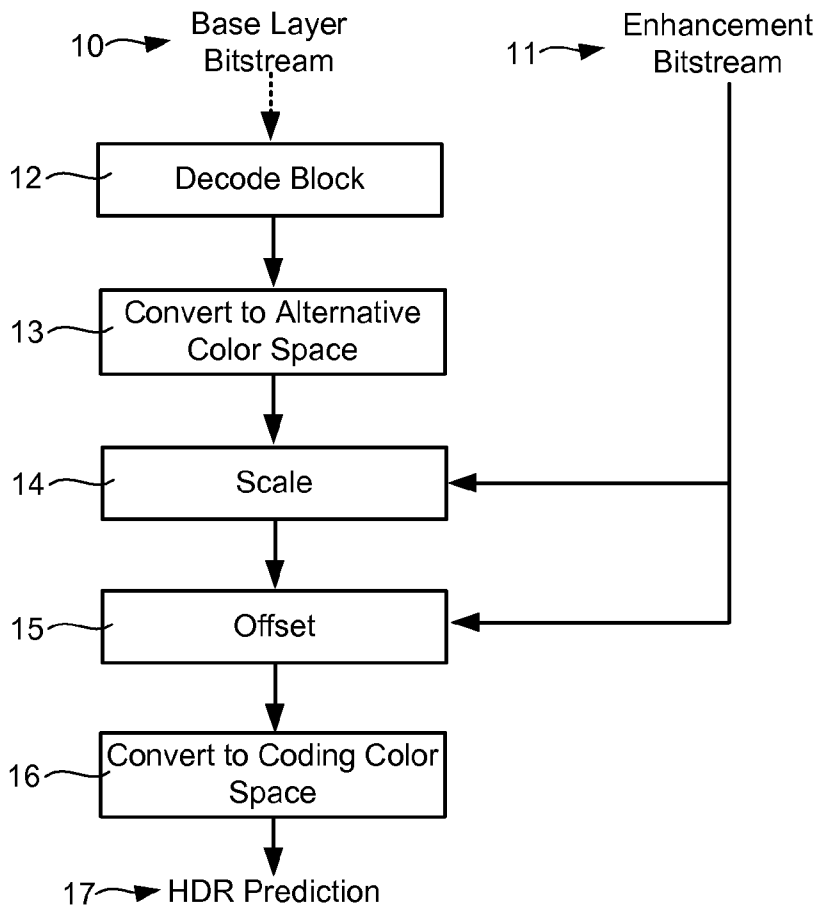 10
Base Layer
Bitstream
11
Enhancement
Bitstream
12
Decode Block
13
Convert to Alternative
Color Space
14
Scale
15
Offset
16
Convert to Coding Color
Space
17
HDR Prediction